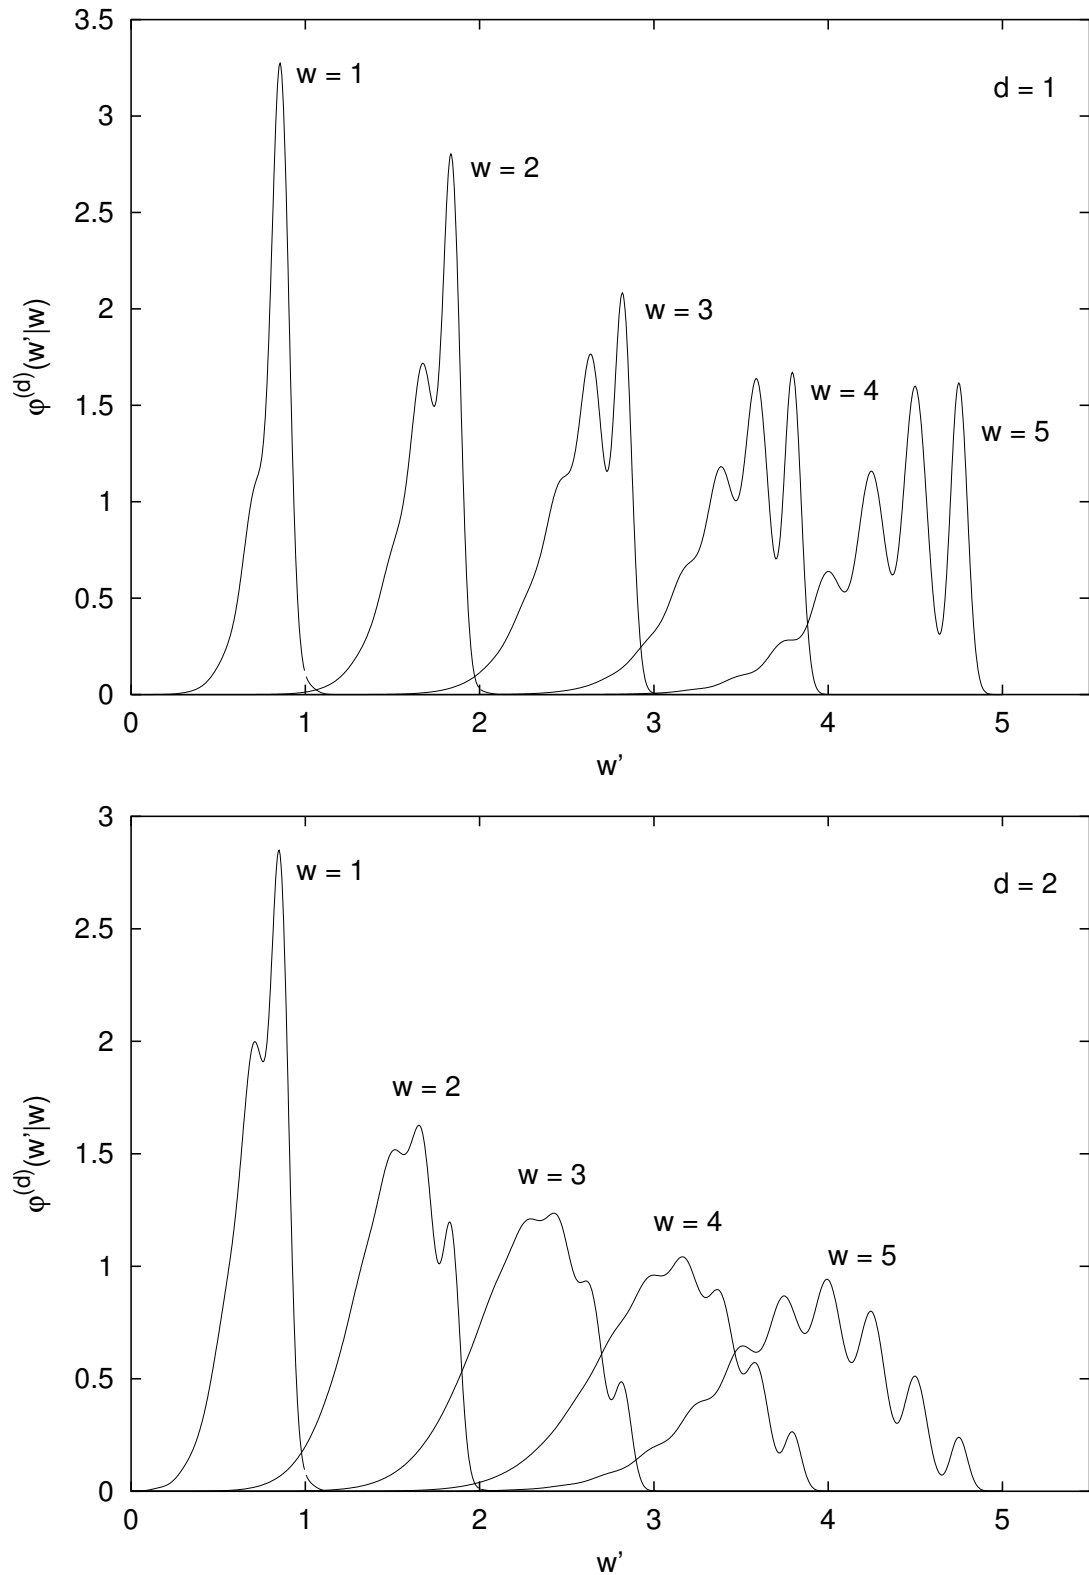 3.5
w = 1
d = 1
3
w = 2
2.5
2
w = 3
1.5
w = 4
w = 5
1
0.5
0
φ(d)(w'|w)
0 1 2 3 4 5
w'
3
w = 1
d = 2
2.5
2
w = 2
1.5
w = 3
w = 4
w = 5
1
0.5
0
φ(d)(w'|w)
0 1 2 3 4 5
w'